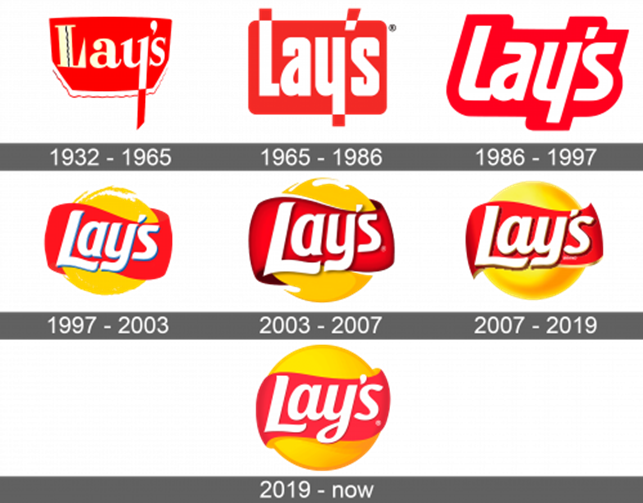 Lay's Lay's® Lay's
1932 - 1965 1965 - 1986 1986 - 1997
Lay's Lay's® Lay's
1997 - 2003 2003 - 2007 2007 - 2019
Lay's®
2019 - now